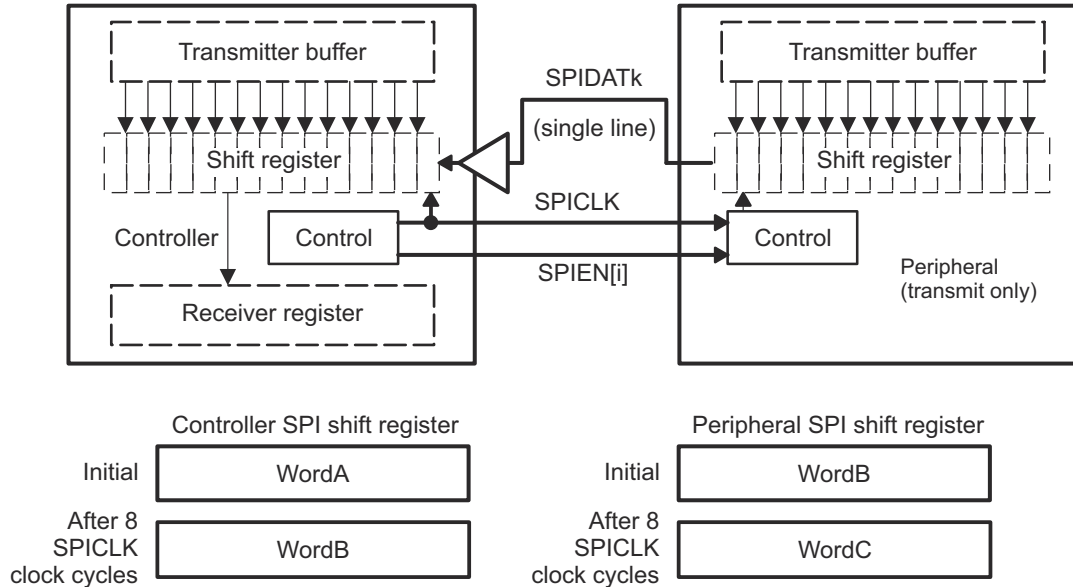 Transmitter buffer
Transmitter buffer
SPIDATk
(single line)
Shift register
Shift register
SPICLK
Controller
Control
Control
SPIEN[i]
Peripheral
(transmit only)
Receiver register
Controller SPI shift register
Peripheral SPI shift register
Initial
WordA
Initial
WordB
After 8
SPICLK
clock cycles
WordB
After 8
SPICLK
clock cycles
WordC